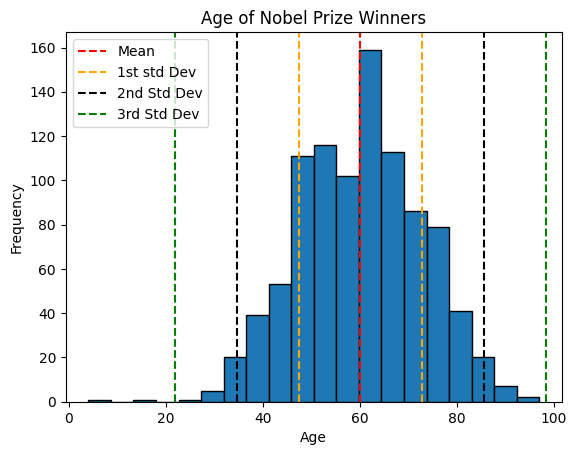 Age of Nobel Prize Winners
Mean
1st std Dev
2nd Std Dev
3rd Std Dev
160
140
120
100
80
60
40
20
0
Frequency
0 20 40 60 80 100
Age